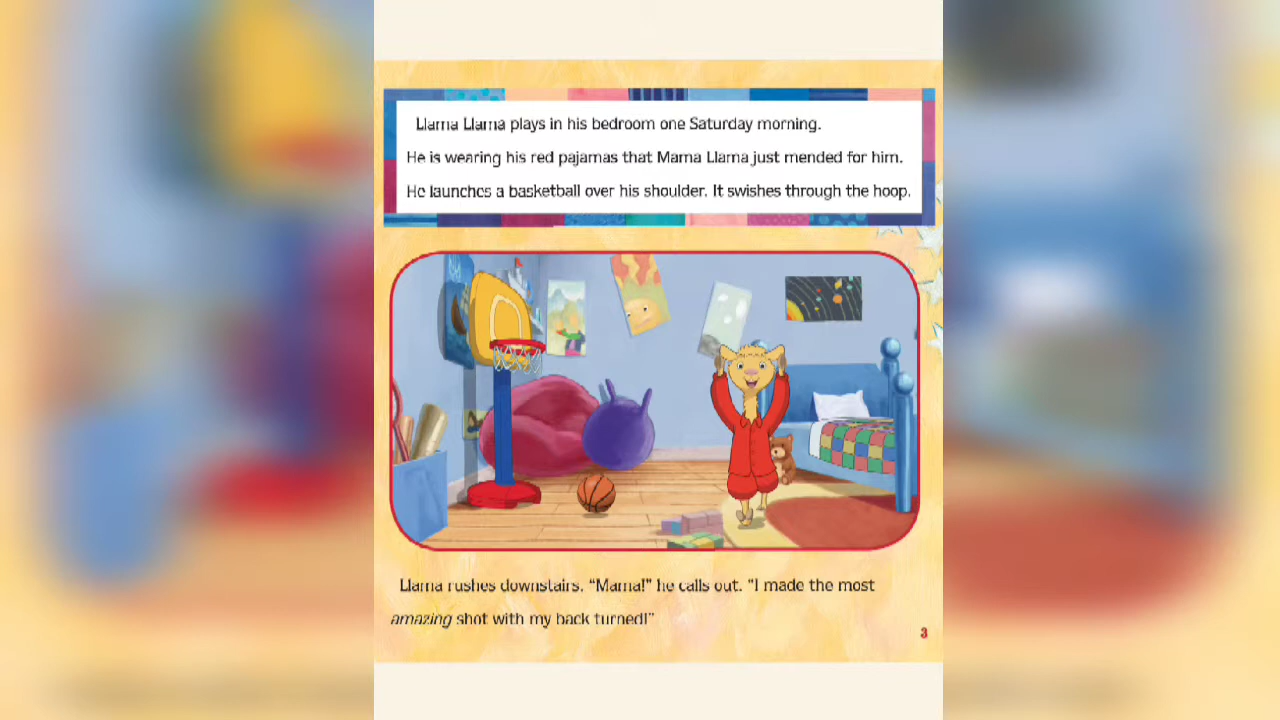 Llama Llama plays in his bedroom one Saturday morning.
He is wearing his red pajamas that Mama Llama just mended for him.
He launches a basketball over his shoulder. It swishes through the hoop.
Llama rushes downstairs. “Mama!” he calls out. “I made the most
amazing shot with my back turned!”
3